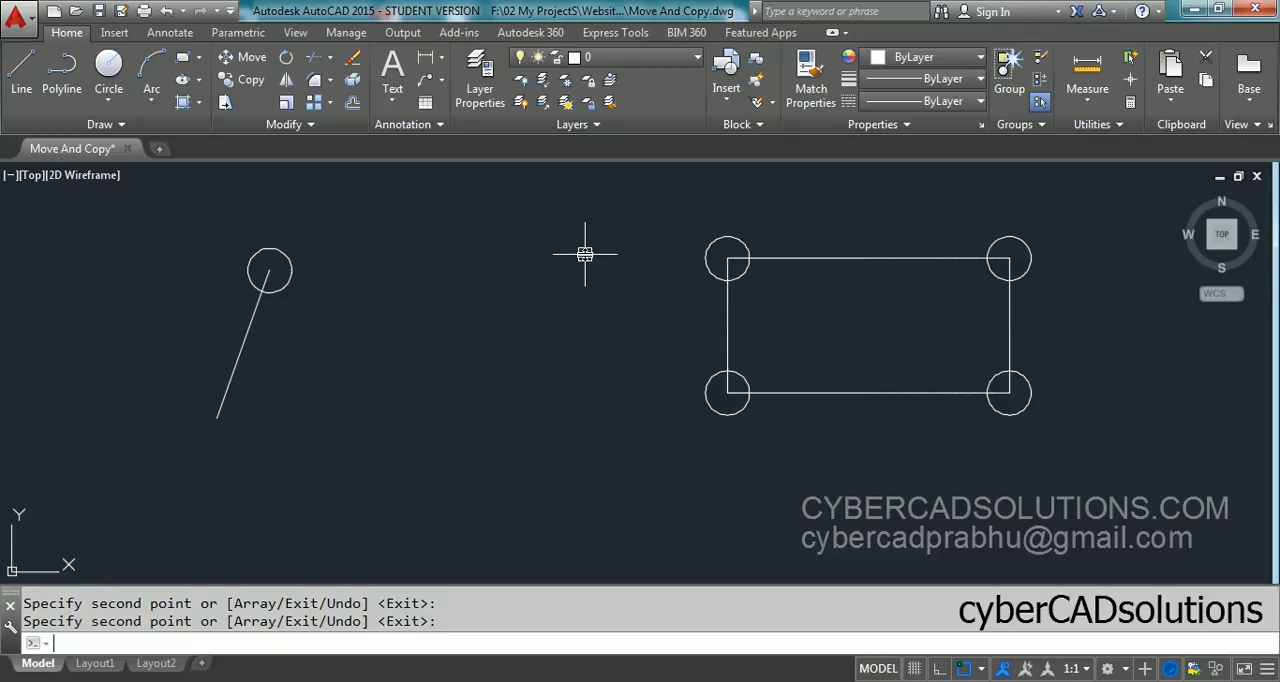 Autodesk AutoCAD 2015 - STUDENT VERSION F:\02 My ProjectS\Websit...\Move And Copy.dwg
Type a keyword or phrase
Sign In
Home Insert Annotate Parametric View Manage Output Add-ins Autodesk 360 Express Tools BIM 360 Featured Apps
Line Polyline Circle Arc
Move
Copy
Text
Layer
Properties
0
Insert
Match
Properties
ByLayer
ByLayer
ByLayer
Group
Measure
Paste
Base
Draw Modify Annotation Layers Block Properties Groups Utilities Clipboard View
Move And Copy*
[−][Top][2D Wireframe]
N
W TOP E
S
WCS
Y
X
CYBERCADSOLUTIONS.COM
cybercadprabhu@gmail.com
Specify second point or [Array/Exit/Undo] <Exit>:
Specify second point or [Array/Exit/Undo] <Exit>:
cyberCADsolutions
Model Layout1 Layout2
MODEL 1:1